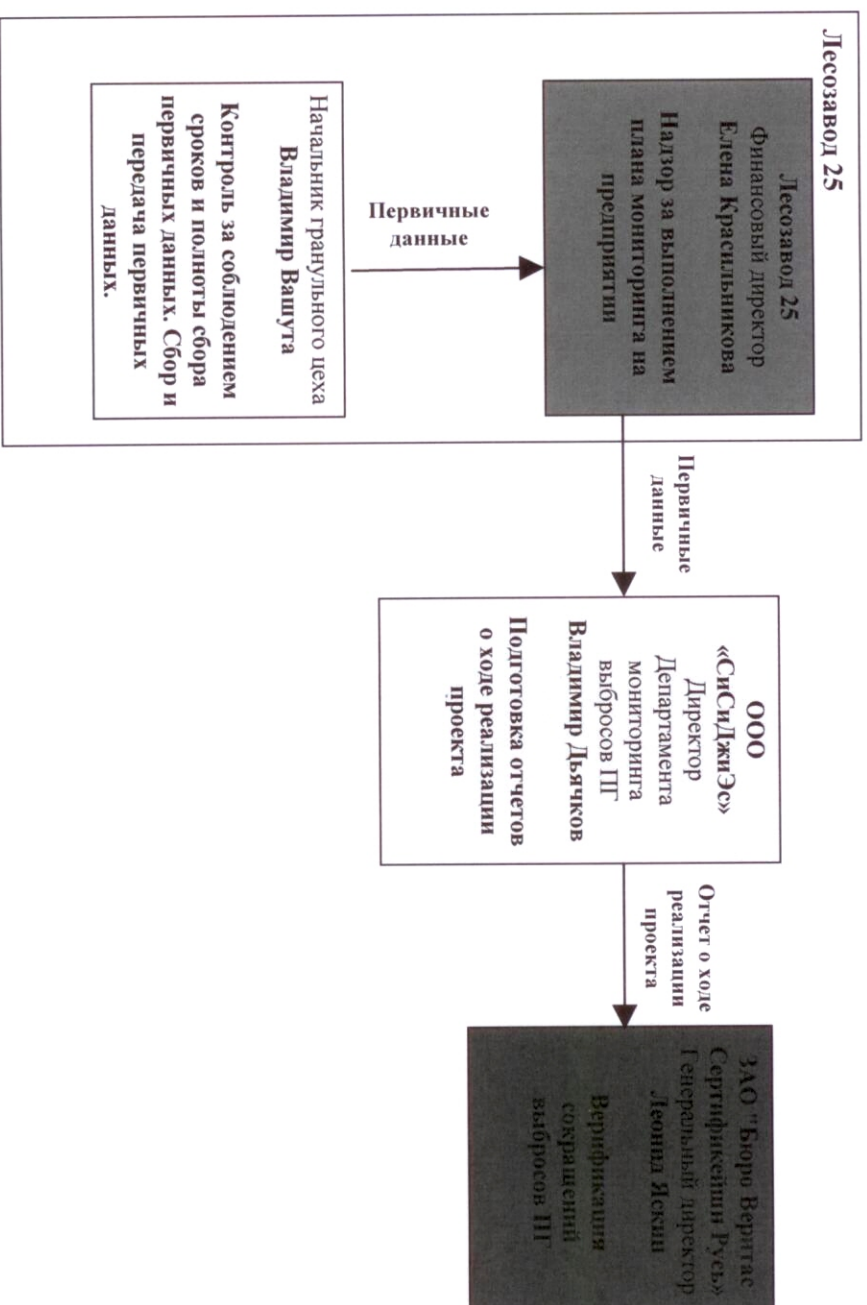 Лесозавод 25
Лесозавод 25
Финансовый директор
Елена Красильникова
Надзор за выполнением
плана мониторинга на
предприятии
Первичные
данные
Начальник гранульного цеха
Владимир Вашута
Контроль за соблюдением
сроков и полноты сбора
первичных данных. Сбор и
передача первичных
данных.
Первичные
данные
ООО
«СиСиДжиЭс»
Директор
Департамента
мониторинга
выбросов ПГ
Владимир Дьячков
Подготовка отчетов
о ходе реализации
проекта
Отчет о ходе
реализации
проекта
ЗАО "Бюро Веритас
Сертификейшн Русь»
Генеральный директор
Леонид Яскин
Верификация
сокращений
выбросов ПГ